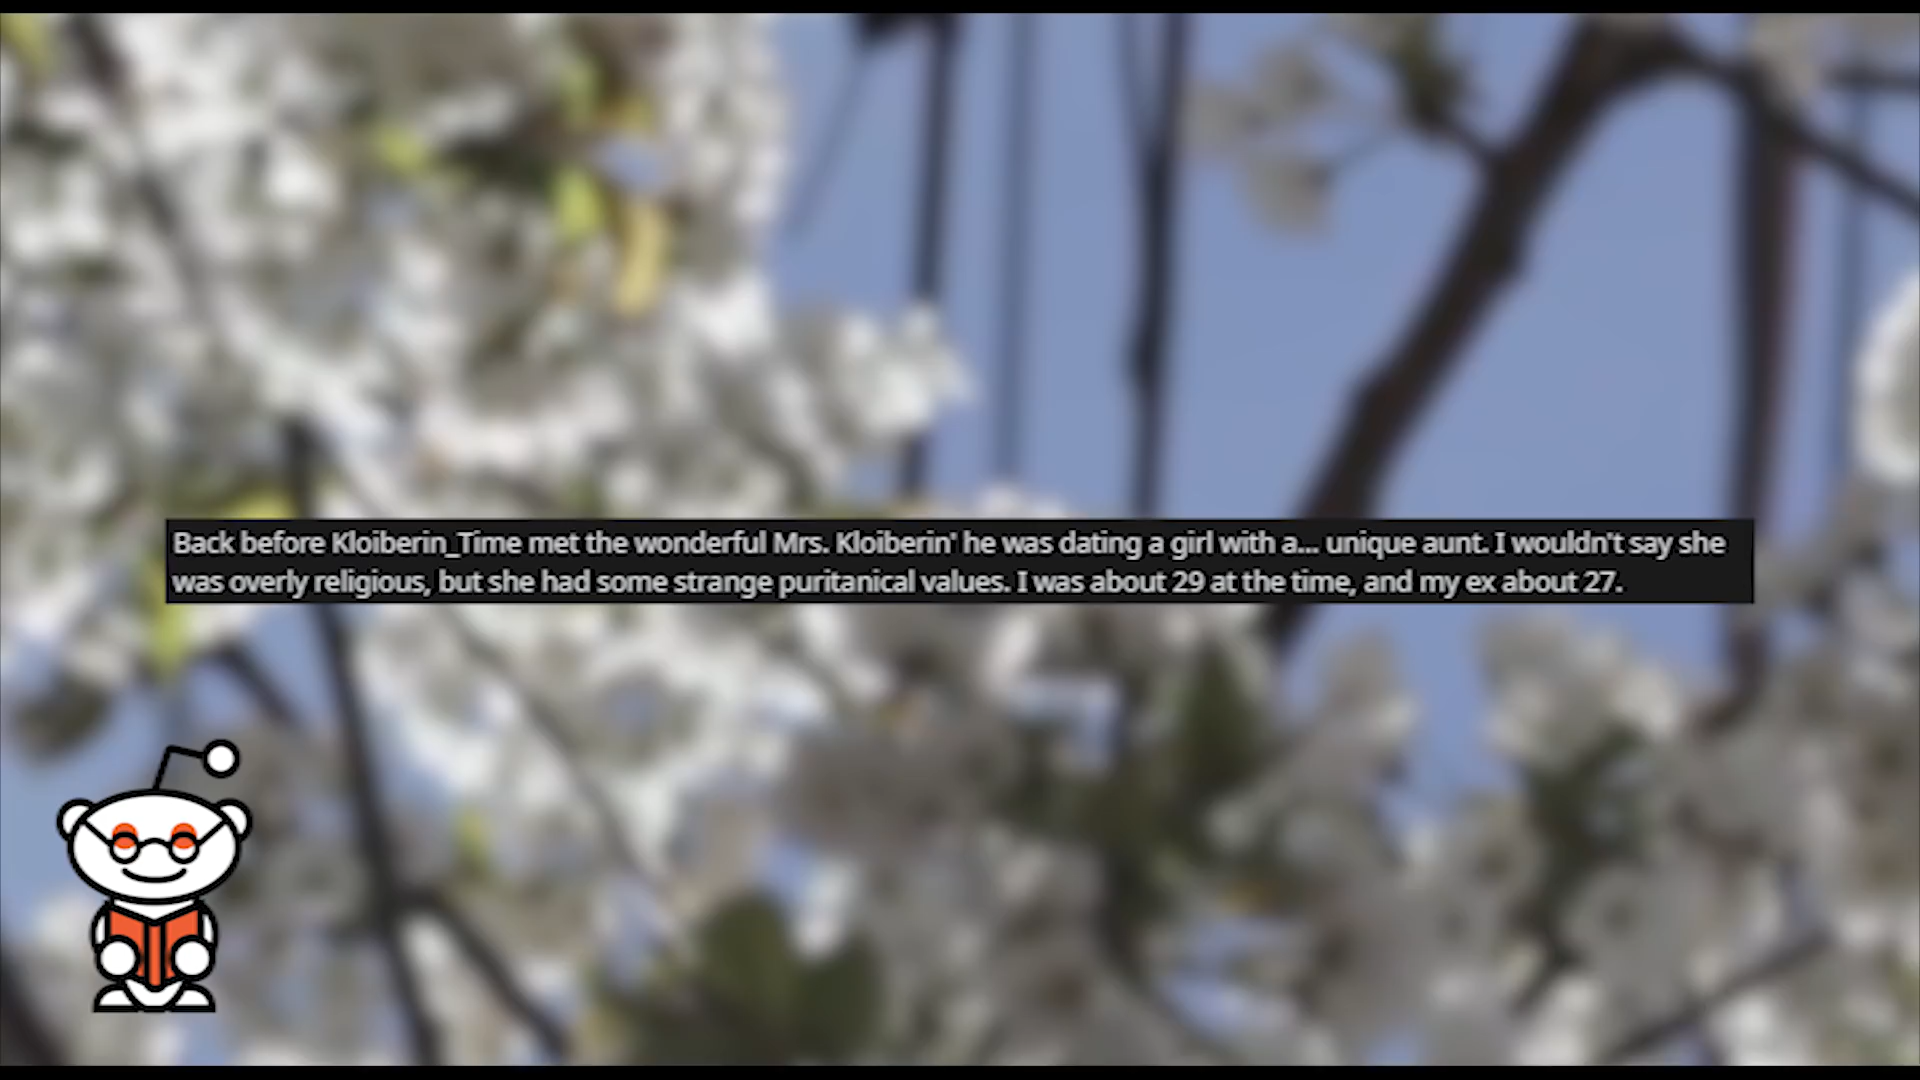 Back before Kloiberin_Time met the wonderful Mrs. Kloiberin' he was dating a girl with a... unique aunt. I wouldn't say she
was overly religious, but she had some strange puritanical values. I was about 29 at the time, and my ex about 27.